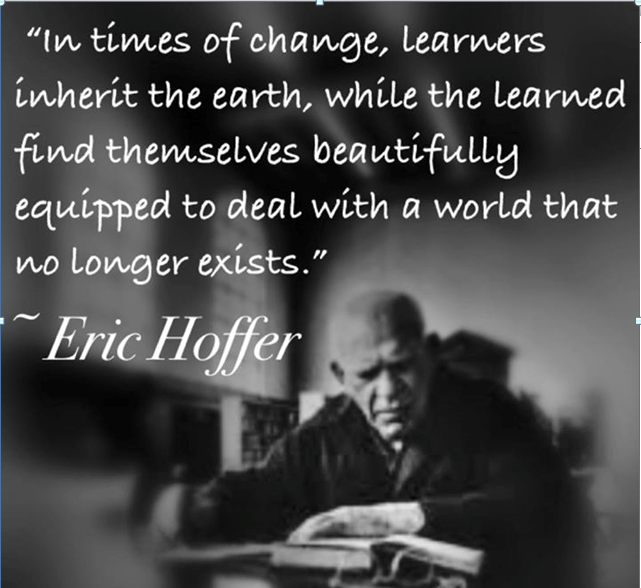 “In times of change, learners
inherit the earth, while the learned
find themselves beautifully
equipped to deal with a world that
no longer exists.”
~ Eric Hoffer